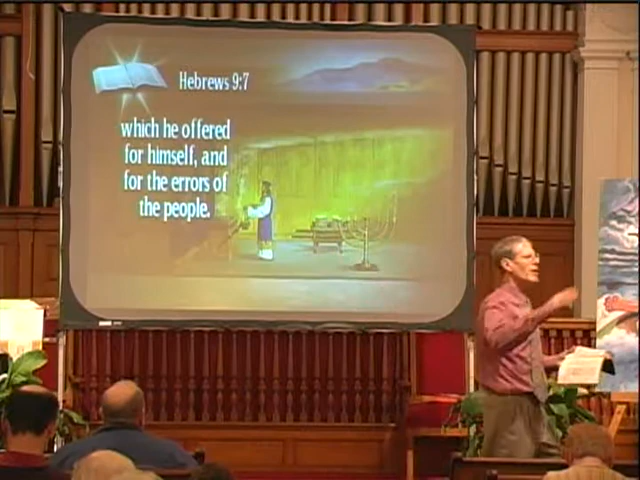 Hebrews 9:7
which he offered
for himself, and
for the errors of
the people.